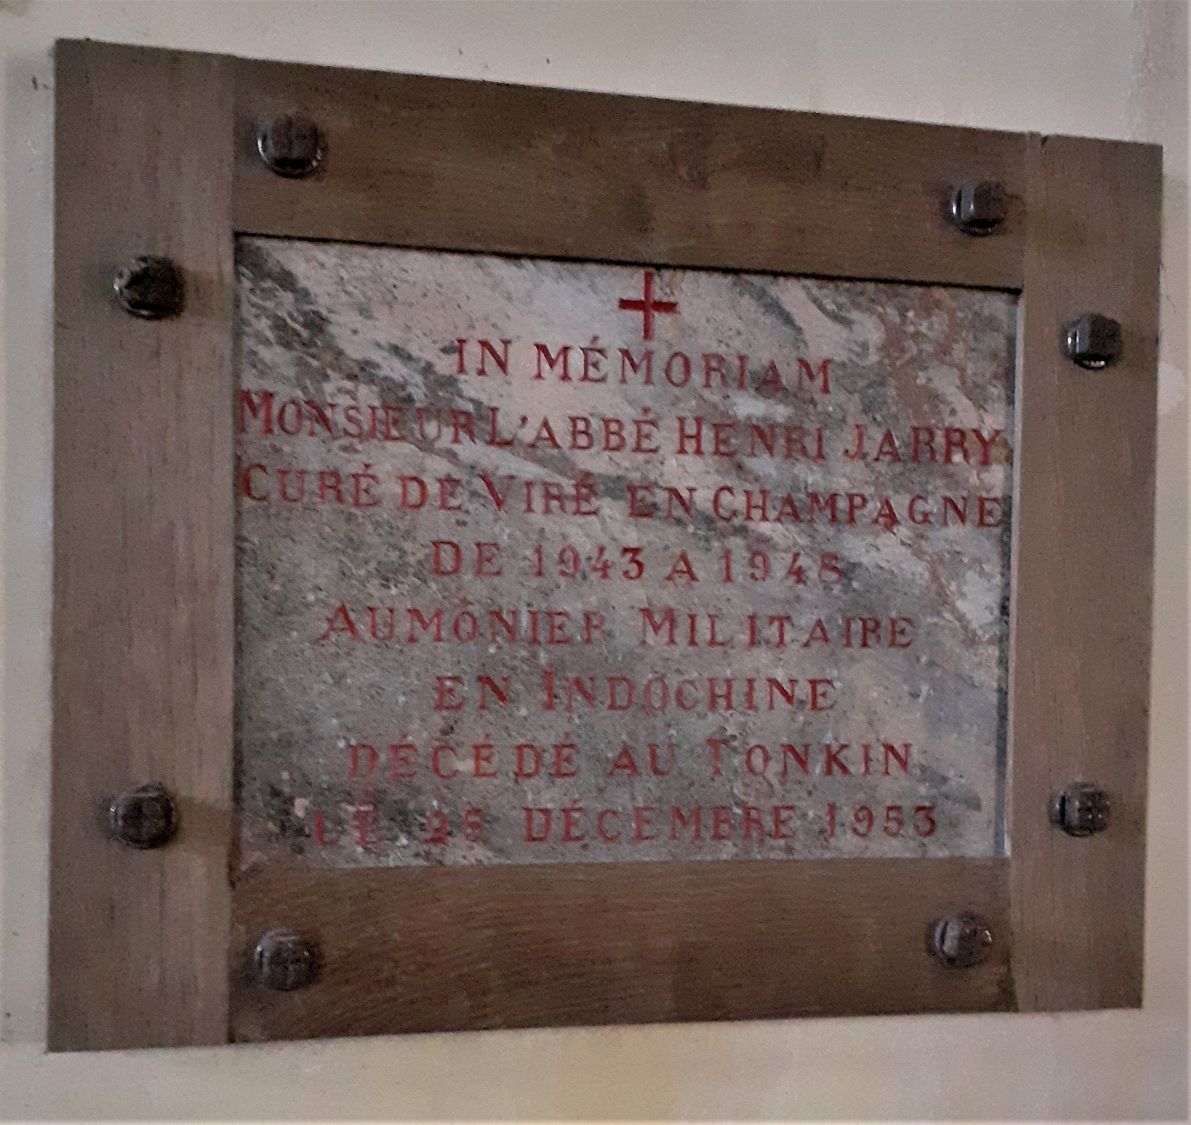 IN MÉMORIAM
MONSIEUR L'ABBÉ HENRI JARRY
CURÉ DE VIRÉ EN CHAMPAGNE
DE 1943 A 1948
AUMÔNIER MILITAIRE
EN INDOCHINE
DÉCÉDÉ AU TONKIN
LE DÉCEMBRE 1953